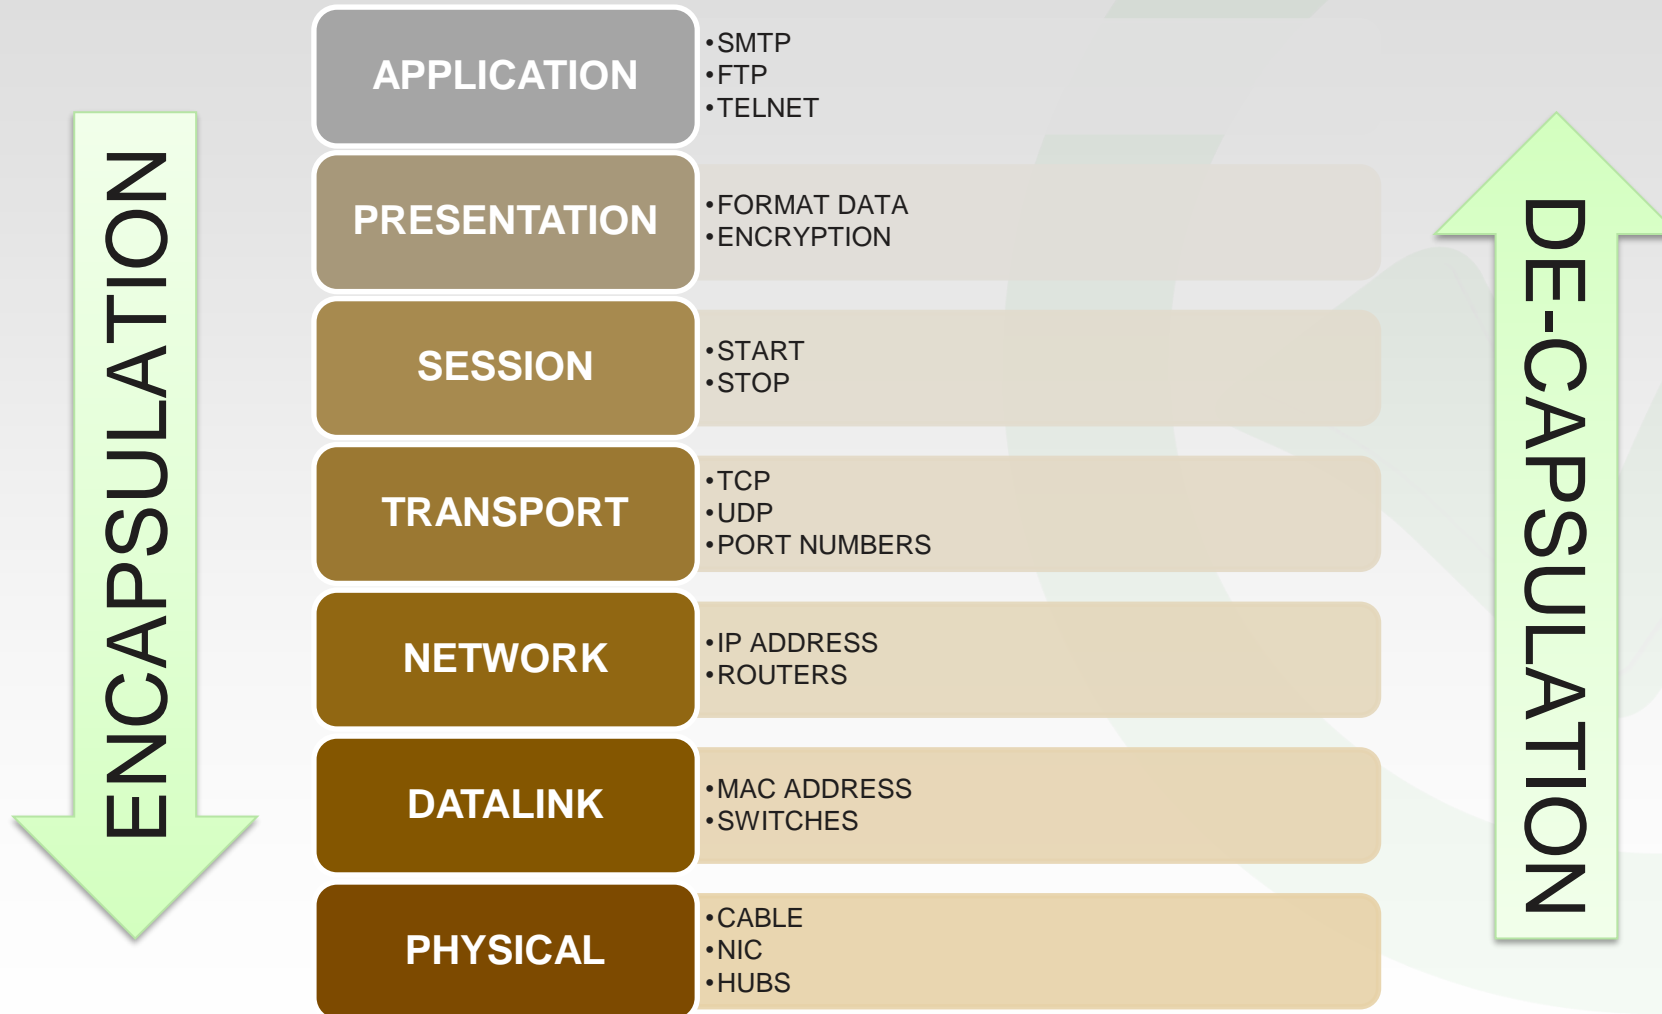 ENCAPSULATION
APPLICATION
•SMTP
•FTP
•TELNET
PRESENTATION
•FORMAT DATA
•ENCRYPTION
SESSION
•START
•STOP
TRANSPORT
•TCP
•UDP
•PORT NUMBERS
NETWORK
•IP ADDRESS
•ROUTERS
DATALINK
•MAC ADDRESS
•SWITCHES
PHYSICAL
•CABLE
•NIC
•HUBS
DE-CAPSULATION